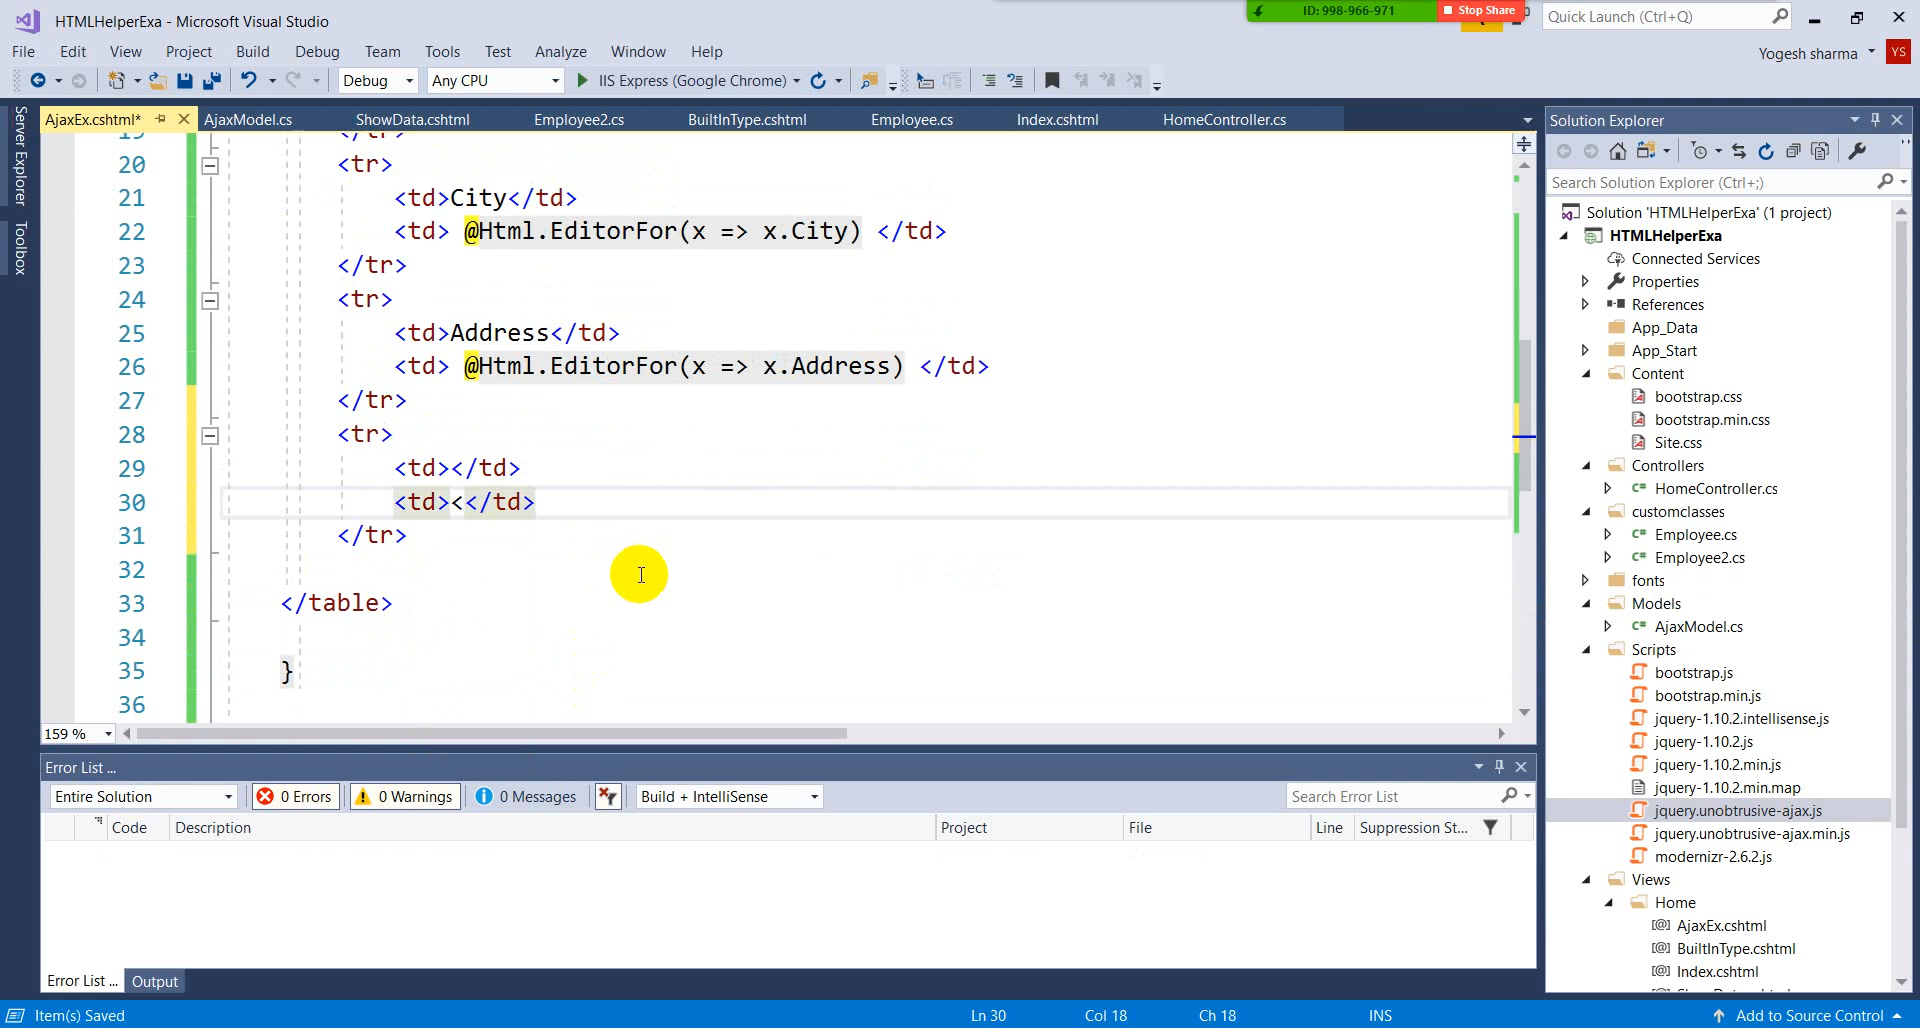 HTMLHelperExa - Microsoft Visual Studio
ID: 998-966-971
Stop Share
Quick Launch (Ctrl+Q)
File Edit View Project Build Debug Team Tools Test Analyze Window Help
Yogesh sharma
YS
Debug
Any CPU
IIS Express (Google Chrome)
Server Explorer
Toolbox
AjaxEx.cshtml*
AjaxModel.cs
ShowData.cshtml
Employee2.cs
BuiltInType.cshtml
Employee.cs
Index.cshtml
HomeController.cs
19 </tr>
20 <tr>
21 <td>City</td>
22 <td> @Html.EditorFor(x => x.City) </td>
23 </tr>
24 <tr>
25 <td>Address</td>
26 <td> @Html.EditorFor(x => x.Address) </td>
27 </tr>
28 <tr>
29 <td></td>
30 <td><</td>
31 </tr>
32
33 </table>
34
35 }
36
159 %
Solution Explorer
Search Solution Explorer (Ctrl+;)
Solution 'HTMLHelperExa' (1 project)
HTMLHelperExa
Connected Services
Properties
References
App_Data
App_Start
Content
bootstrap.css
bootstrap.min.css
Site.css
Controllers
HomeController.cs
customclasses
Employee.cs
Employee2.cs
fonts
Models
AjaxModel.cs
Scripts
bootstrap.js
bootstrap.min.js
jquery-1.10.2.intellisense.js
jquery-1.10.2.js
jquery-1.10.2.min.js
jquery-1.10.2.min.map
jquery.unobtrusive-ajax.js
jquery.unobtrusive-ajax.min.js
modernizr-2.6.2.js
Views
Home
AjaxEx.cshtml
BuiltInType.cshtml
Index.cshtml
Error List ...
Entire Solution
0 Errors
0 Warnings
0 Messages
Build + IntelliSense
Search Error List
Code Description Project File Line Suppression St...
Error List ... Output
Item(s) Saved
Ln 30 Col 18 Ch 18 INS
Add to Source Control